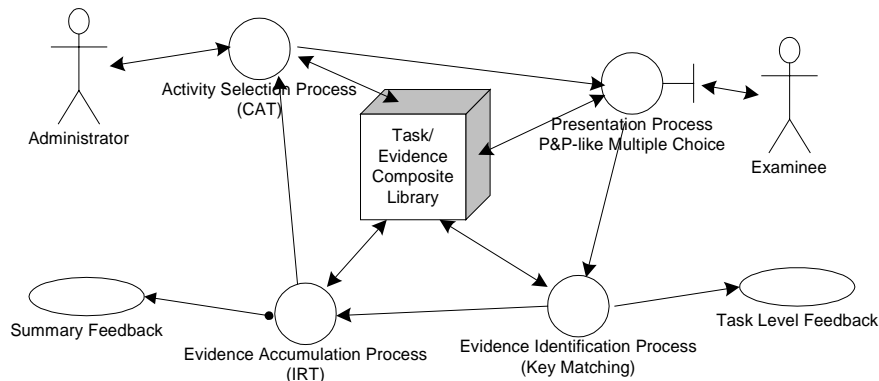 Administrator
Activity Selection Process
(CAT)
Task/
Evidence
Composite
Library
Presentation Process
P&P-like Multiple Choice
Examinee
Summary Feedback
Evidence Accumulation Process
(IRT)
Evidence Identification Process
(Key Matching)
Task Level Feedback